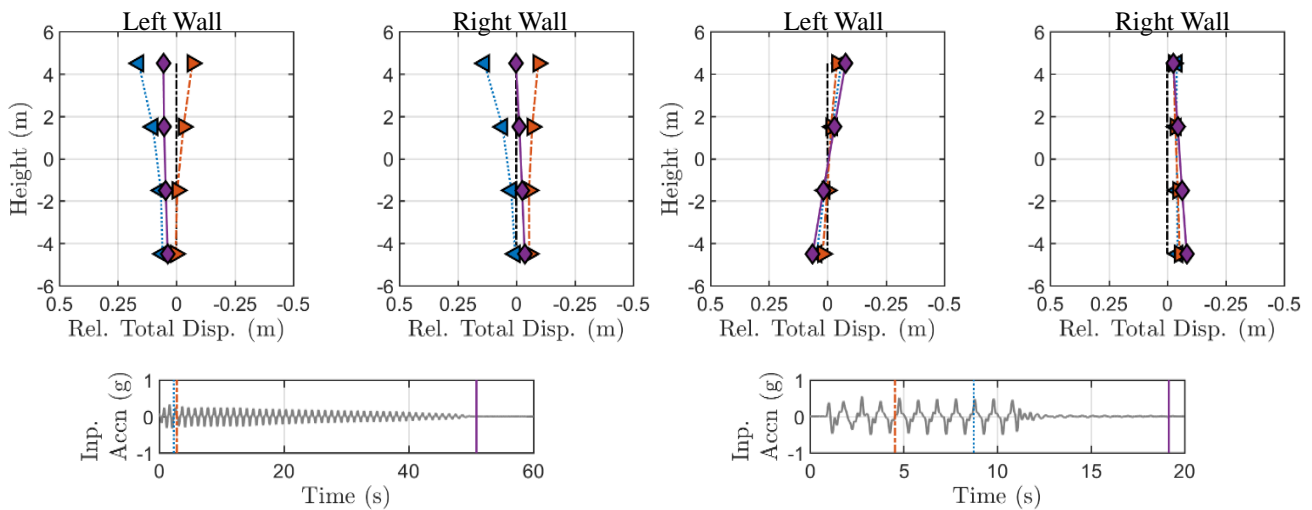 Left Wall
Right Wall
Left Wall
Right Wall
6
4
2
0
-2
-4
-6
Height (m)
0.5 0.25 0 -0.25 -0.5
Rel. Total Disp. (m)
6
4
2
0
-2
-4
-6
0.5 0.25 0 -0.25 -0.5
Rel. Total Disp. (m)
6
4
2
0
-2
-4
-6
Height (m)
0.5 0.25 0 -0.25 -0.5
Rel. Total Disp. (m)
6
4
2
0
-2
-4
-6
0.5 0.25 0 -0.25 -0.5
Rel. Total Disp. (m)
Inp.
Accn (g)
1
0
-1
0 20 40 60
Time (s)
Inp.
Accn (g)
1
0
-1
0 5 10 15 20
Time (s)